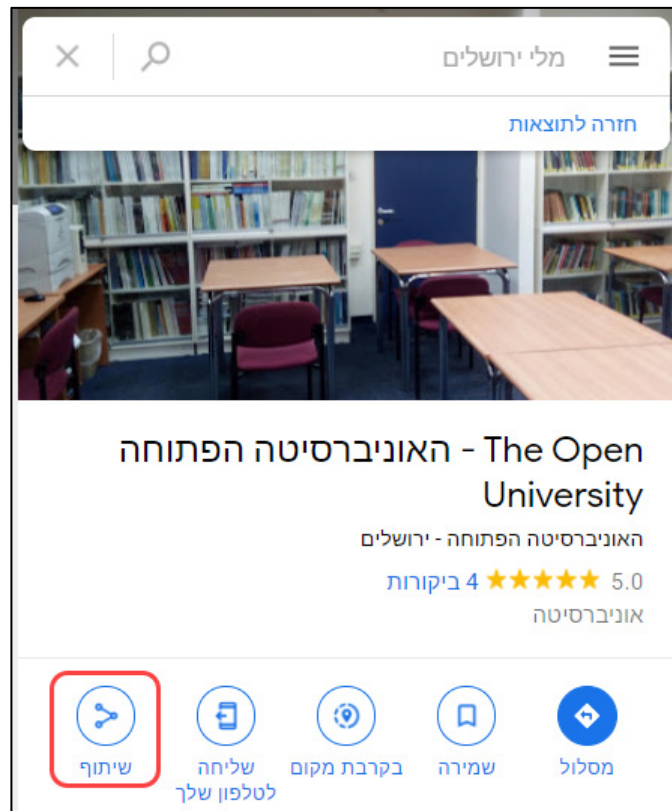 מלי ירושלים
חזרה לתוצאות
The Open - האוניברסיטה הפתוחה
University
האוניברסיטה הפתוחה - ירושלים
5.0 4 ביקורות
אוניברסיטה
מסלול
שמירה
בקרבת מקום
שליחה
לטלפון שלך
שיתוף